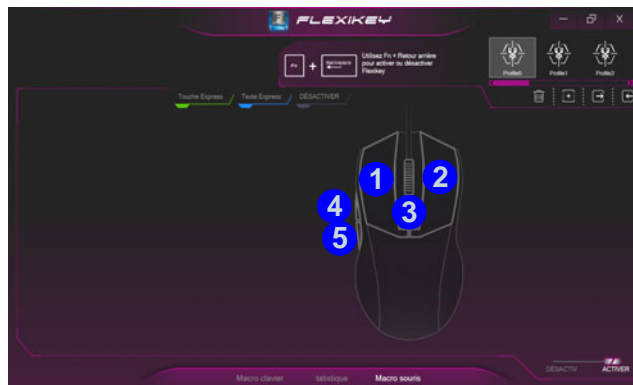 FLEXIKEY
Fn + Backspace
Utilisez Fn + Retour arrière
pour activer ou désactiver
Flexikey
Profile0 Profile1 Profile3
Touche Express / Texte Express / DÉSACTIVER
1
2
3
4
5
DÉSACTIV ACTIVER
Macro clavier tatistique Macro souris